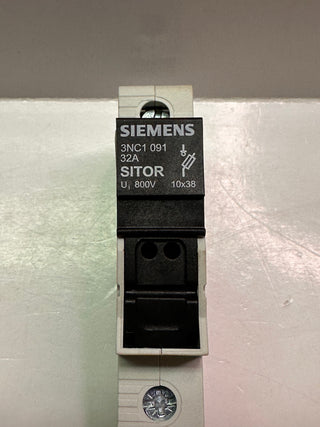 SIEMENS
3NC1 091
32A
SITOR
Ui 800V 10x38